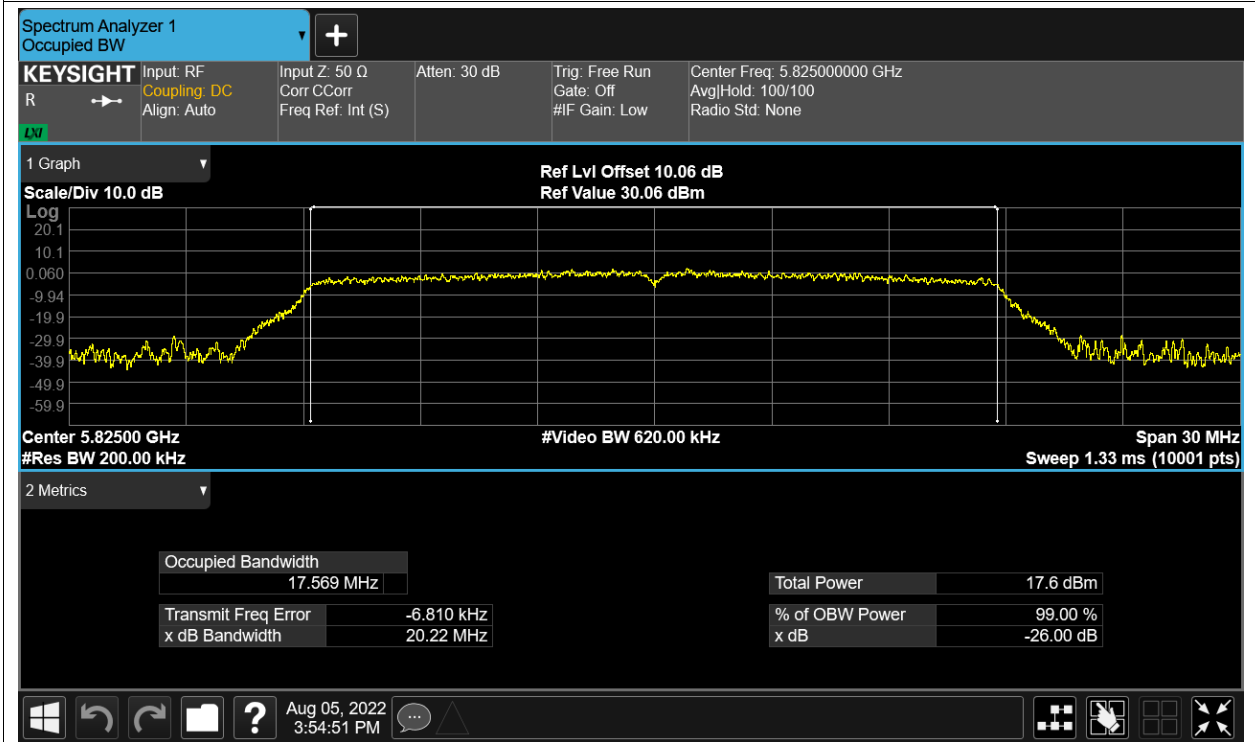 Spectrum Analyzer 1
Occupied BW
KEYSIGHT
R
LXI
Input: RF
Coupling: DC
Align: Auto
Input Z: 50 Ω
Corr CCorr
Freq Ref: Int (S)
Atten: 30 dB
Trig: Free Run
Gate: Off
#IF Gain: Low
Center Freq: 5.825000000 GHz
Avg|Hold: 100/100
Radio Std: None
1 Graph
Scale/Div 10.0 dB
Ref Lvl Offset 10.06 dB
Ref Value 30.06 dBm
Log
20.1
10.1
0.060
-9.94
-19.9
-29.9
-39.9
-49.9
-59.9
Center 5.82500 GHz
#Video BW 620.00 kHz
Span 30 MHz
#Res BW 200.00 kHz
Sweep 1.33 ms (10001 pts)
2 Metrics
Occupied Bandwidth
17.569 MHz
Total Power 17.6 dBm
Transmit Freq Error -6.810 kHz
% of OBW Power 99.00 %
x dB Bandwidth 20.22 MHz
x dB -26.00 dB
?
Aug 05, 2022
3:54:51 PM